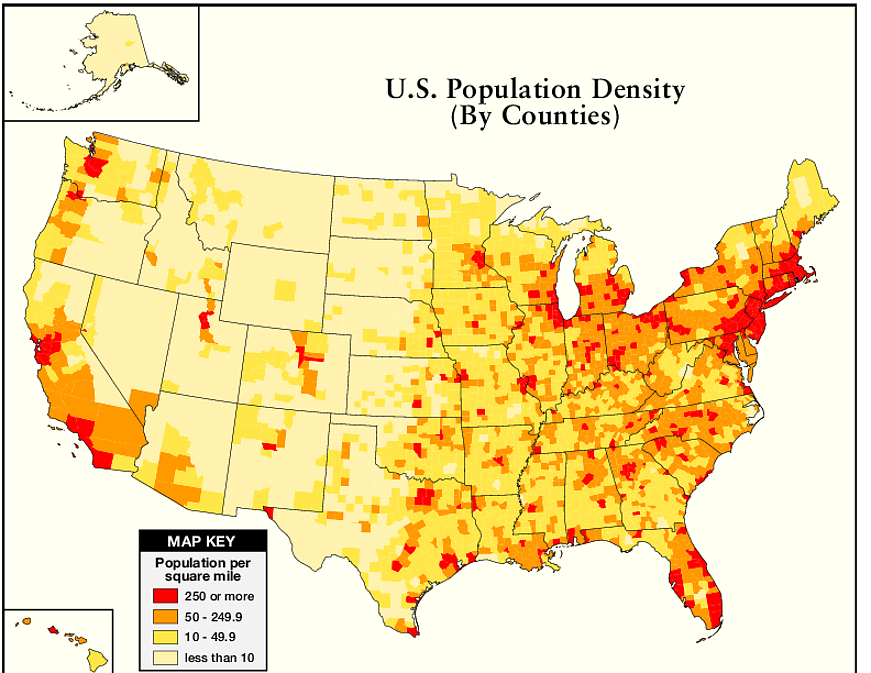 U.S. Population Density
(By Counties)
MAP KEY
Population per
square mile
250 or more
50 - 249.9
10 - 49.9
less than 10